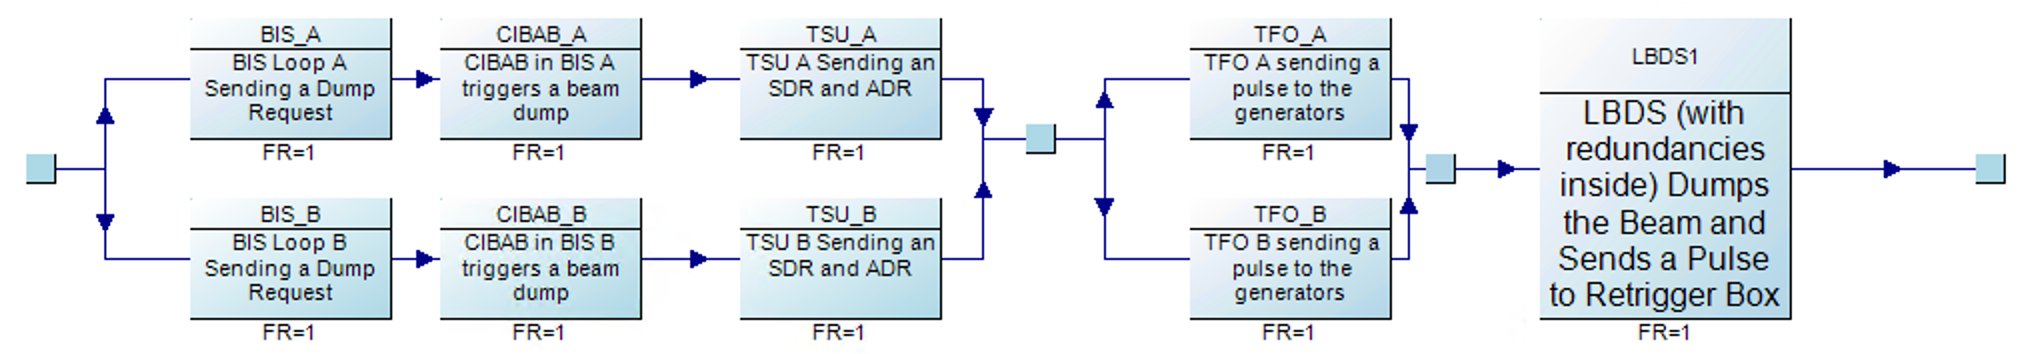 BIS_A
BIS Loop A
Sending a Dump
Request
FR=1
CIBAB_A
CIBAB in BIS A
triggers a beam
dump
FR=1
TSU_A
TSU A Sending an
SDR and ADR
FR=1
BIS_B
BIS Loop B
Sending a Dump
Request
FR=1
CIBAB_B
CIBAB in BIS B
triggers a beam
dump
FR=1
TSU_B
TSU B Sending an
SDR and ADR
FR=1
TFO_A
TFO A sending a
pulse to the
generators
FR=1
TFO_B
TFO B sending a
pulse to the
generators
FR=1
LBDS1
LBDS (with
redundancies
inside) Dumps
the Beam and
Sends a Pulse
to Retrigger Box
FR=1